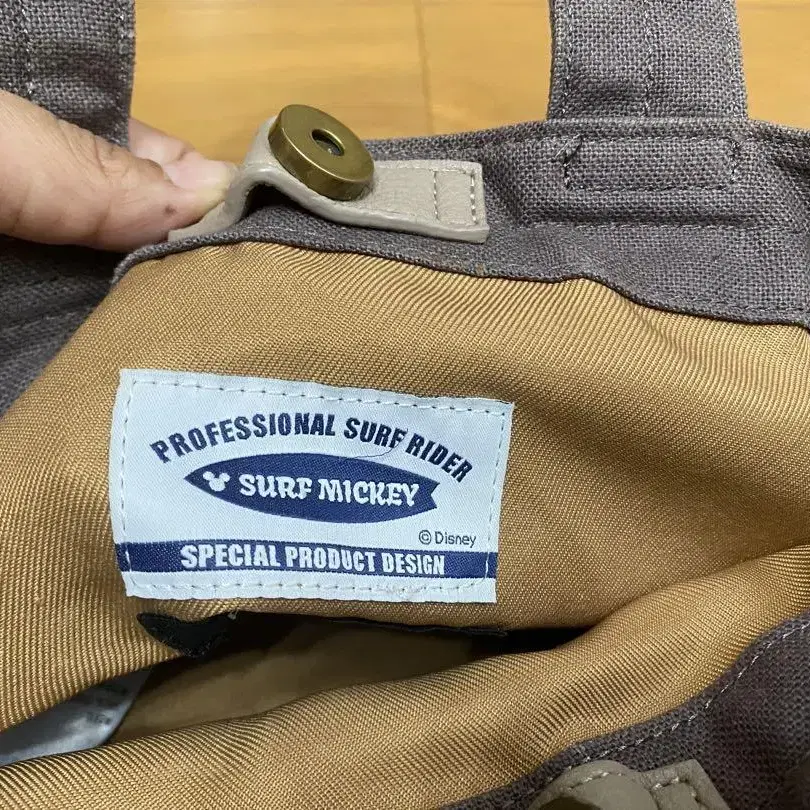 PROFESSIONAL SURF RIDER
SURF MICKEY
© Disney
SPECIAL PRODUCT DESIGN